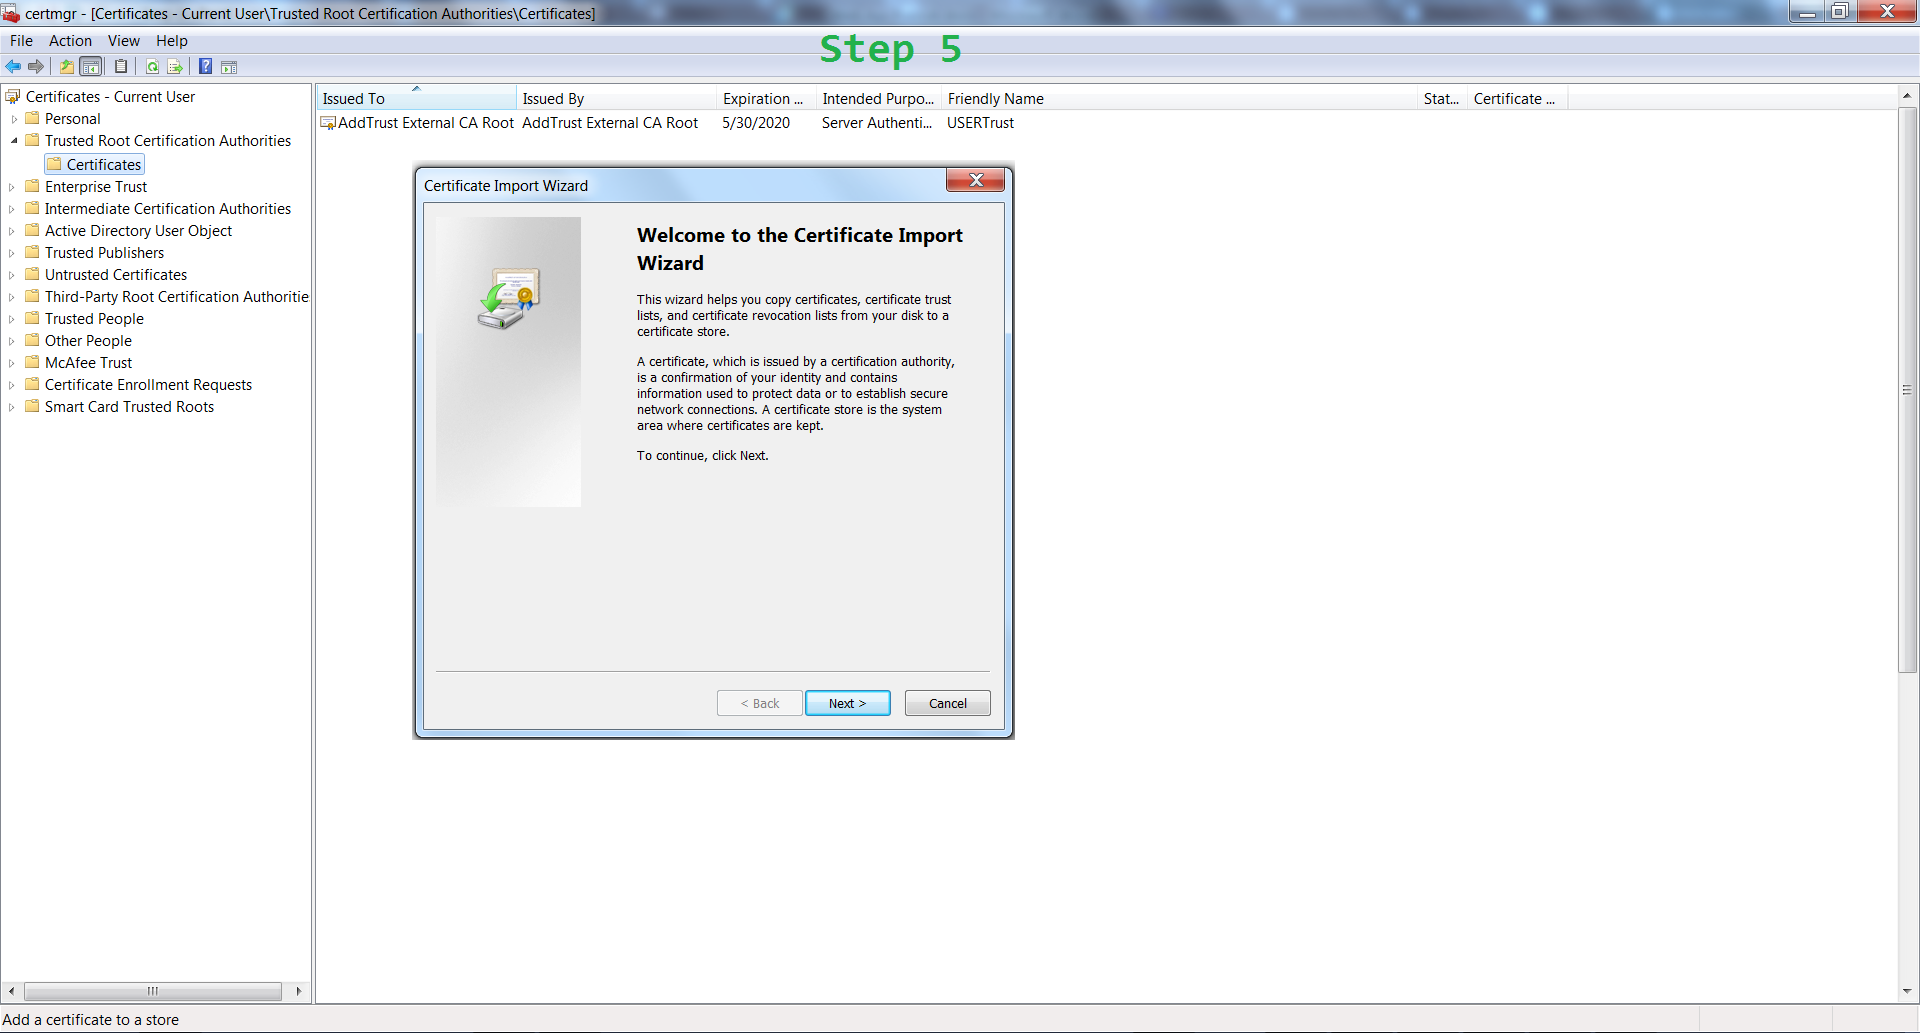 certmgr - [Certificates - Current User\Trusted Root Certification Authorities\Certificates]
File Action View Help
Step 5
Certificates - Current User
Personal
Trusted Root Certification Authorities
Certificates
Enterprise Trust
Intermediate Certification Authorities
Active Directory User Object
Trusted Publishers
Untrusted Certificates
Third-Party Root Certification Authoritie
Trusted People
Other People
McAfee Trust
Certificate Enrollment Requests
Smart Card Trusted Roots
Issued To Issued By Expiration ... Intended Purpo... Friendly Name Stat... Certificate ...
AddTrust External CA Root AddTrust External CA Root 5/30/2020 Server Authenti... USERTrust
Certificate Import Wizard
Welcome to the Certificate Import
Wizard
This wizard helps you copy certificates, certificate trust
lists, and certificate revocation lists from your disk to a
certificate store.
A certificate, which is issued by a certification authority,
is a confirmation of your identity and contains
information used to protect data or to establish secure
network connections. A certificate store is the system
area where certificates are kept.
To continue, click Next.
< Back Next > Cancel
Add a certificate to a store